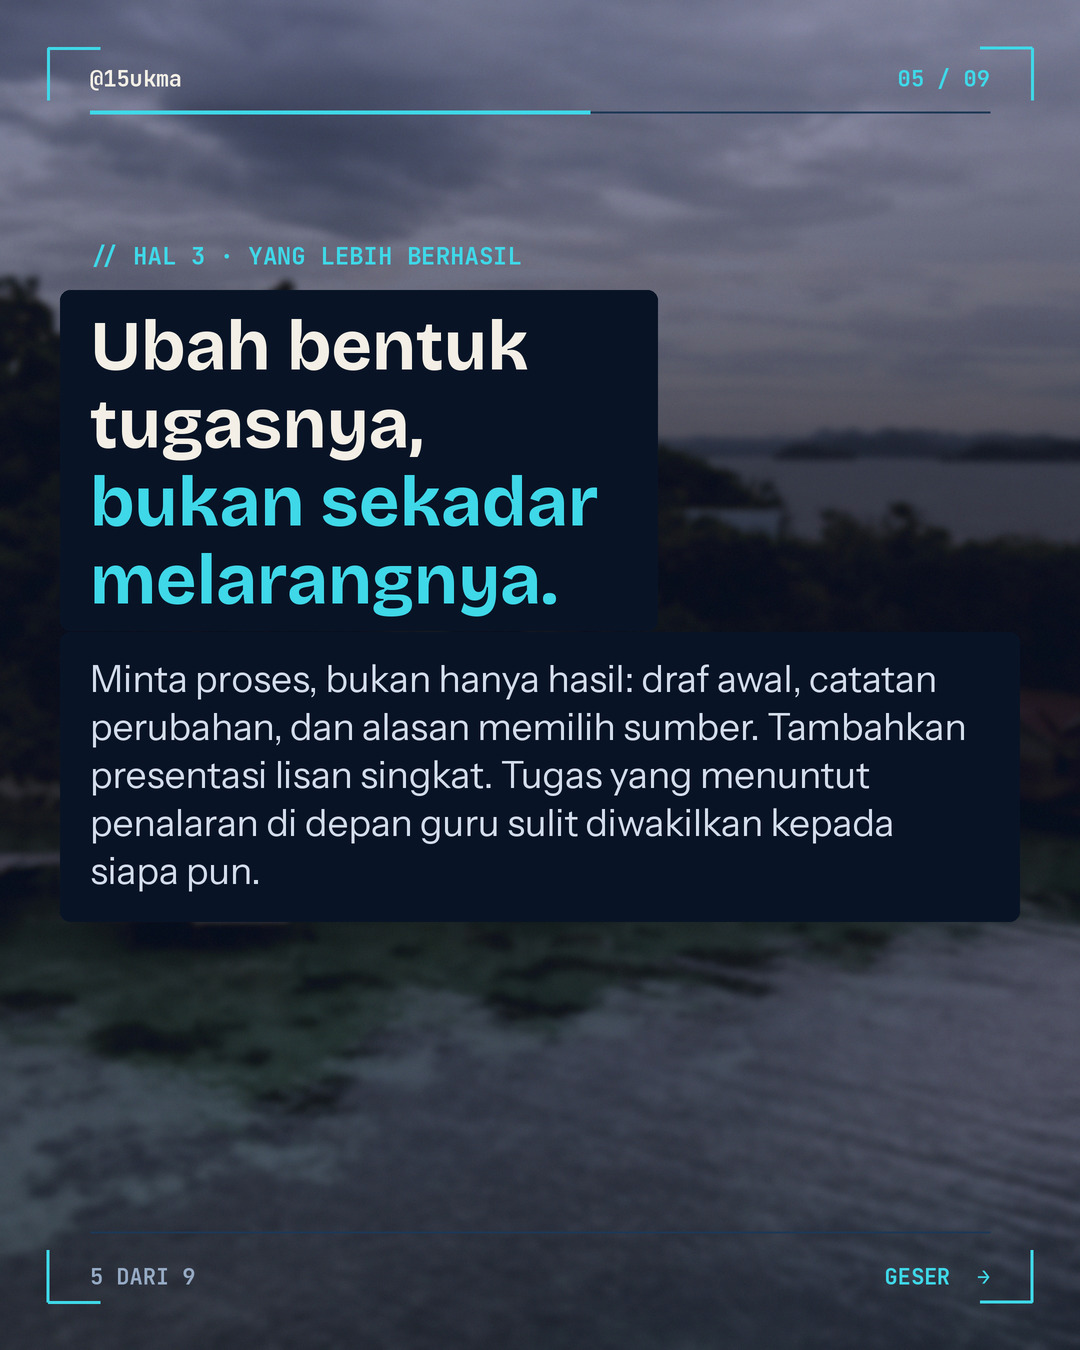 @15ukma
05 / 09
// HAL 3 · YANG LEBIH BERHASIL
Ubah bentuk
tugasnya,
bukan sekadar
melarangnya.
Minta proses, bukan hanya hasil: draf awal, catatan
perubahan, dan alasan memilih sumber. Tambahkan
presentasi lisan singkat. Tugas yang menuntut
penalaran di depan guru sulit diwakilkan kepada
siapa pun.
5 DARI 9
GESER →